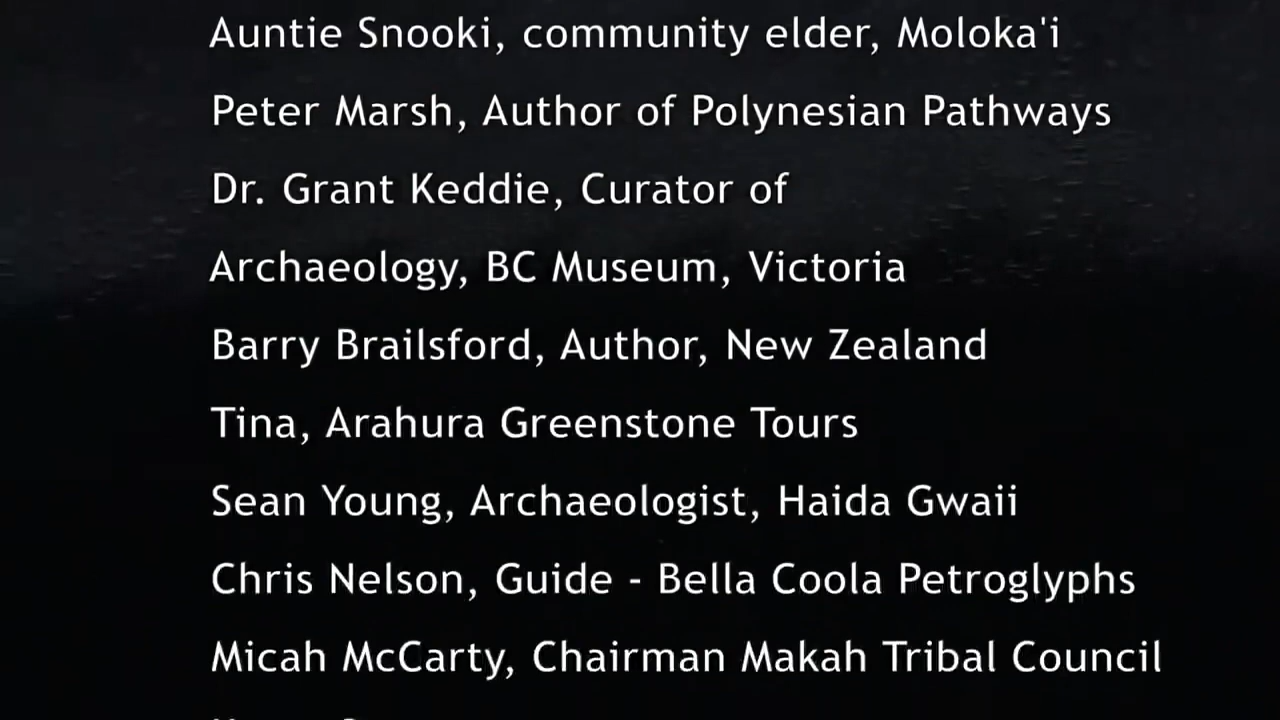 Auntie Snooki, community elder, Moloka'i
Peter Marsh, Author of Polynesian Pathways
Dr. Grant Keddie, Curator of
Archaeology, BC Museum, Victoria
Barry Brailsford, Author, New Zealand
Tina, Arahura Greenstone Tours
Sean Young, Archaeologist, Haida Gwaii
Chris Nelson, Guide - Bella Coola Petroglyphs
Micah McCarty, Chairman Makah Tribal Council